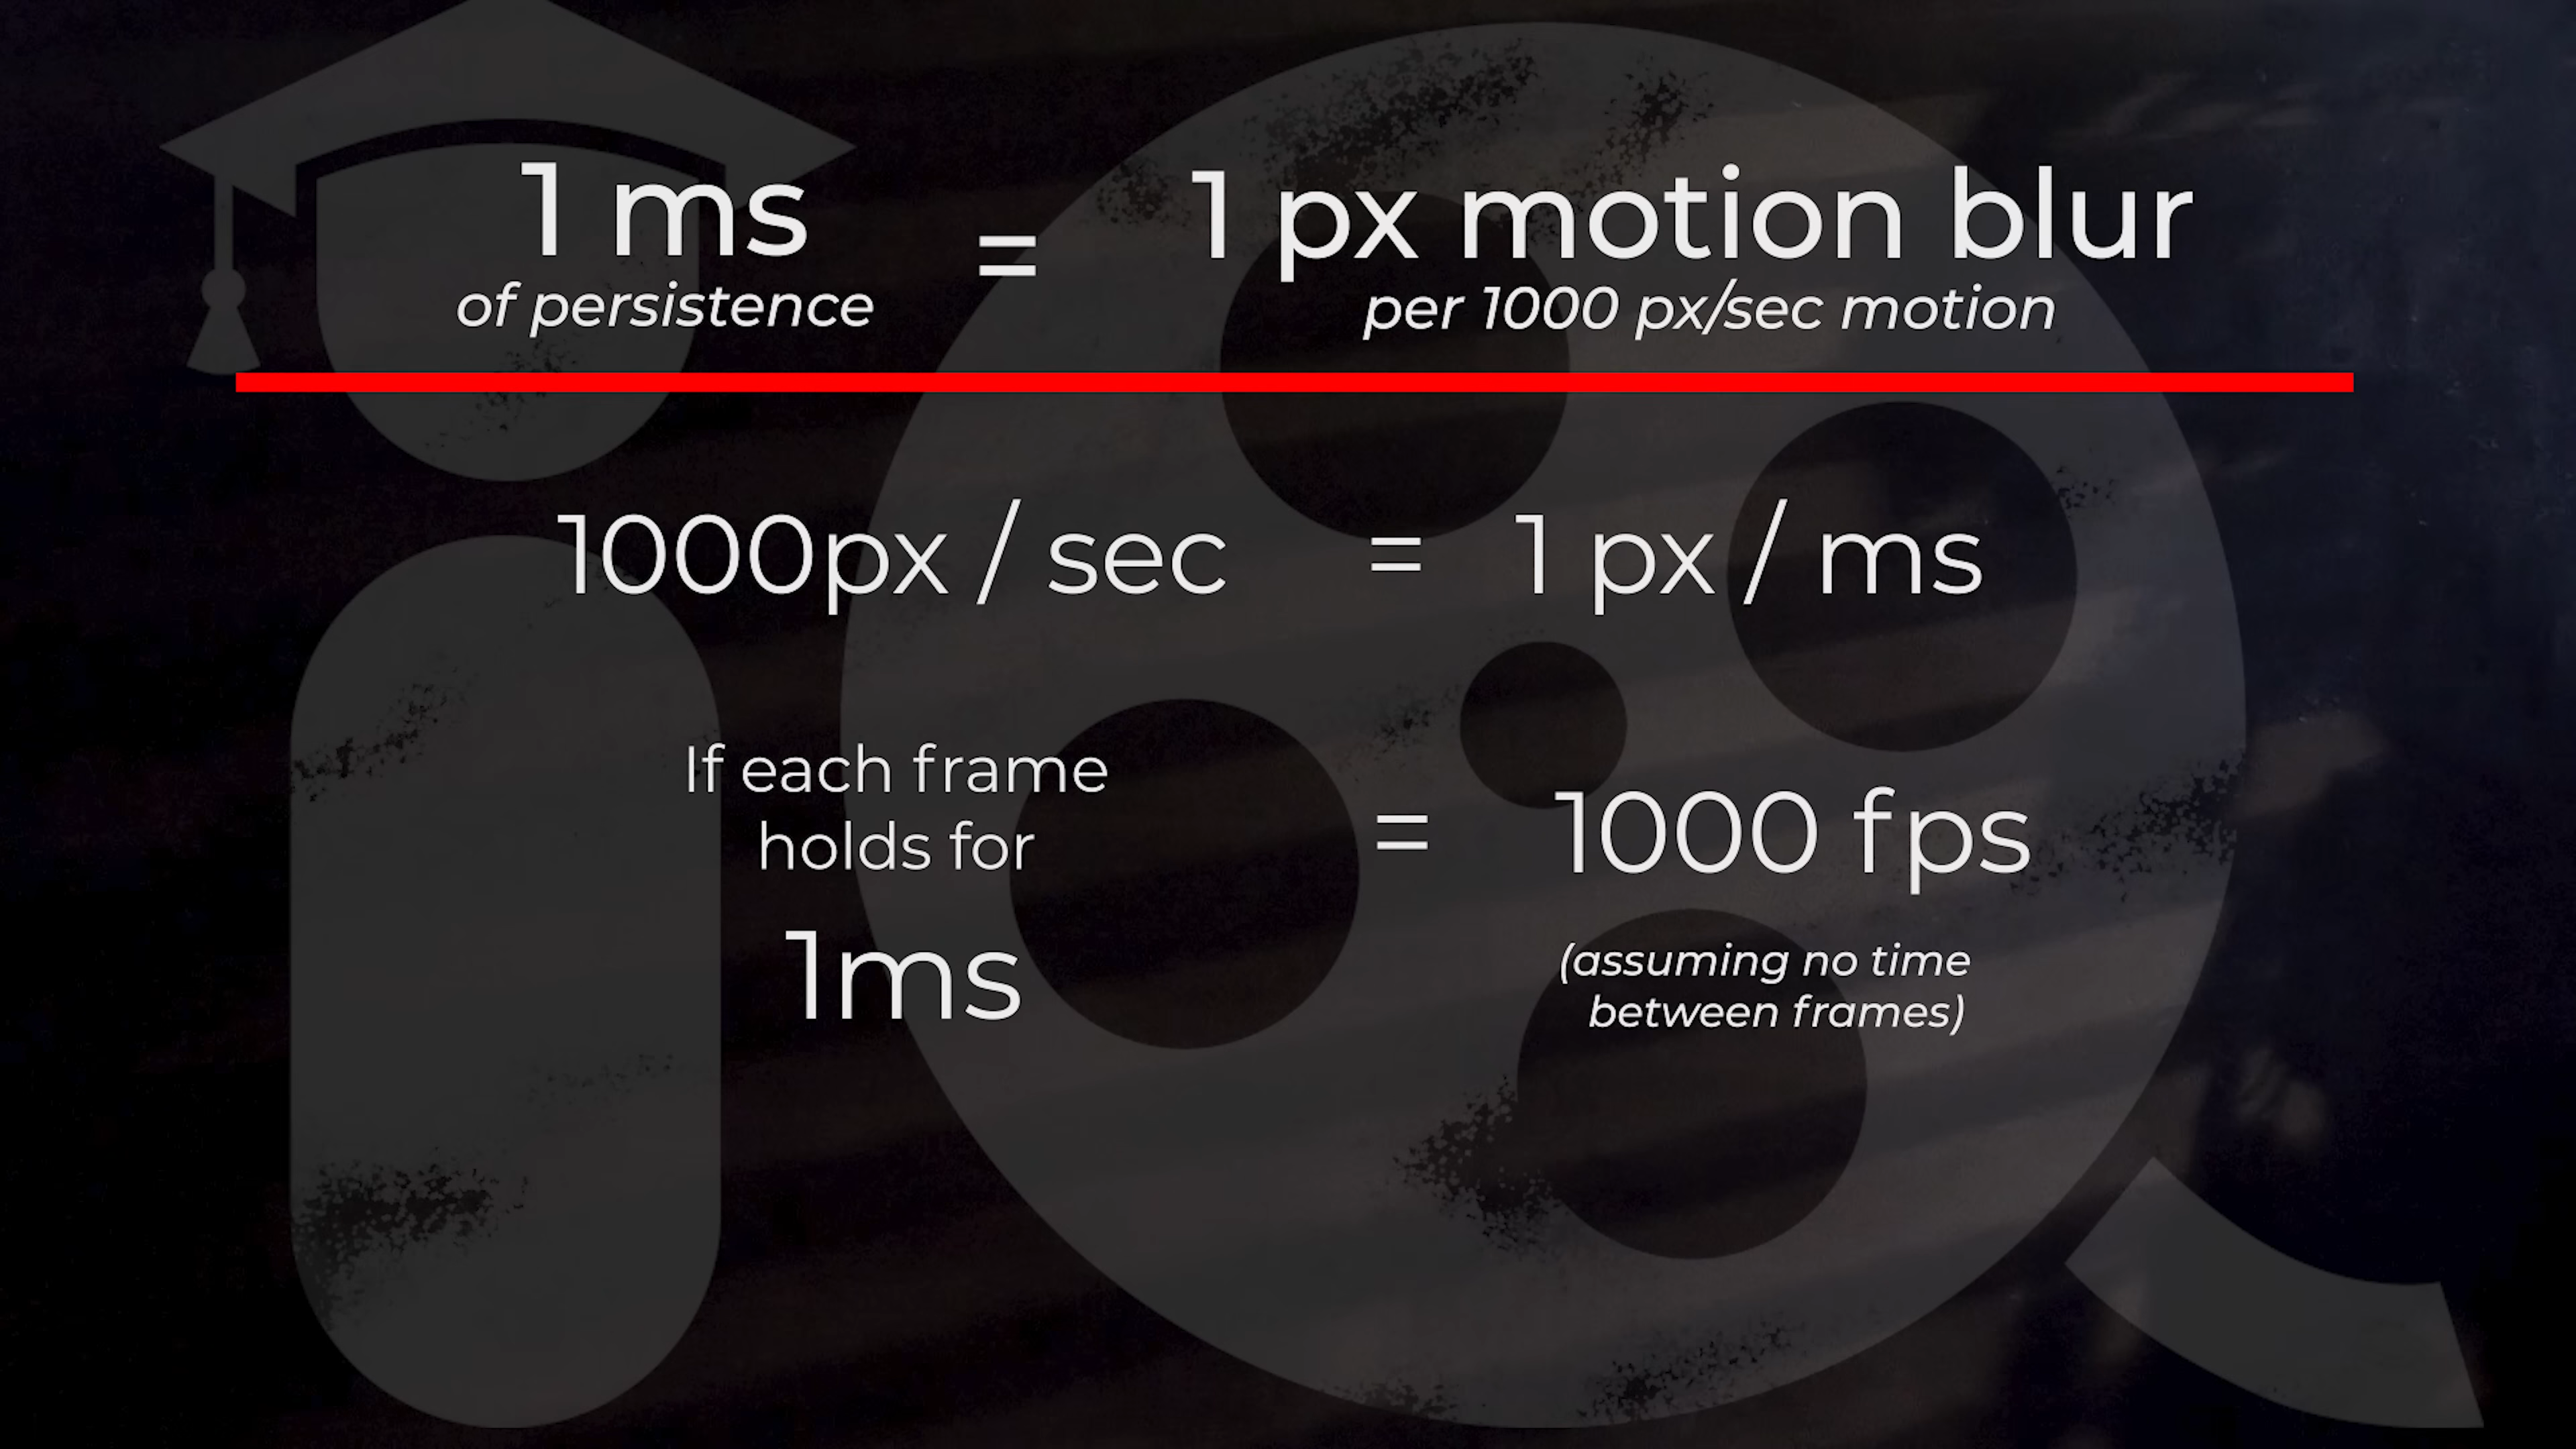 1 ms = 1 px motion blur
of persistence per 1000 px/sec motion
1000px / sec = 1 px / ms
If each frame
holds for
1ms
= 1000 fps
(assuming no time
between frames)